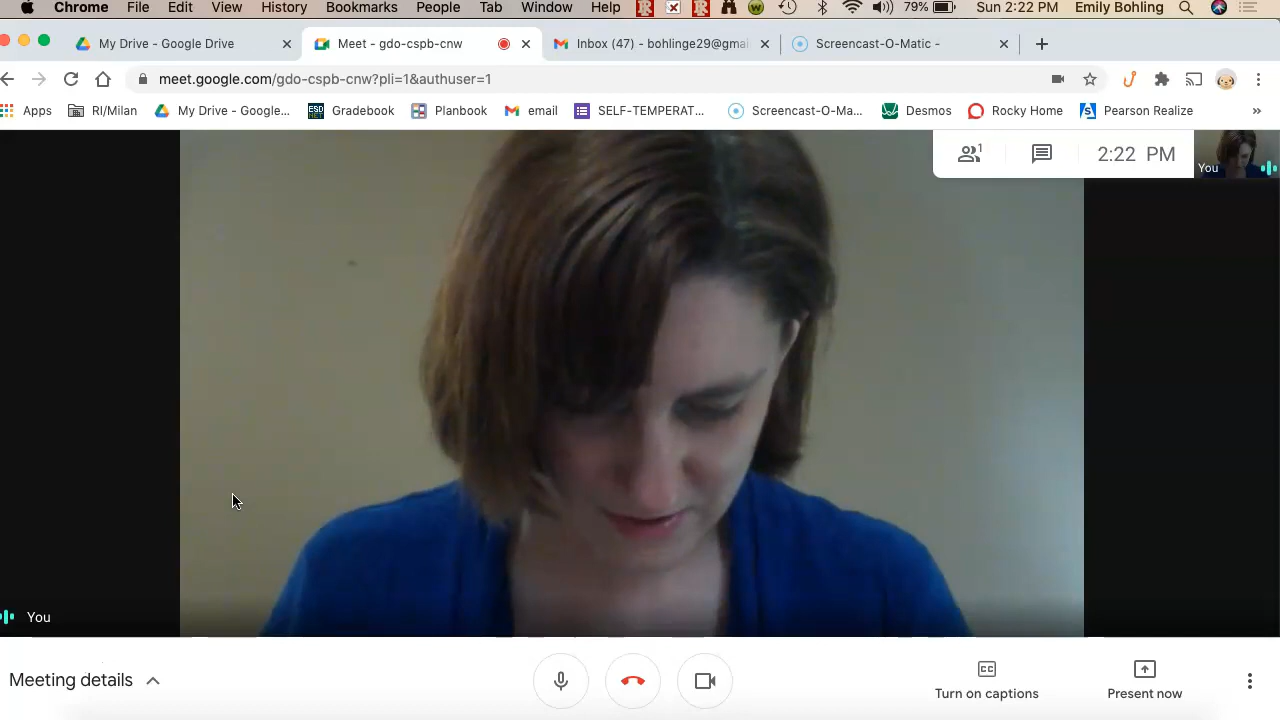 Chrome File Edit View History Bookmarks People Tab Window Help 79% Sun 2:22 PM Emily Bohling
My Drive - Google Drive Meet - gdo-cspb-cnw Inbox (47) - bohlinge29@gmai Screencast-O-Matic -
meet.google.com/gdo-cspb-cnw?pli=1&authuser=1
Apps RI/Milan My Drive - Google... Gradebook Planbook email SELF-TEMPERAT... Screencast-O-Ma... Desmos Rocky Home Pearson Realize »
1 2:22 PM
You
You
Meeting details
Turn on captions Present now